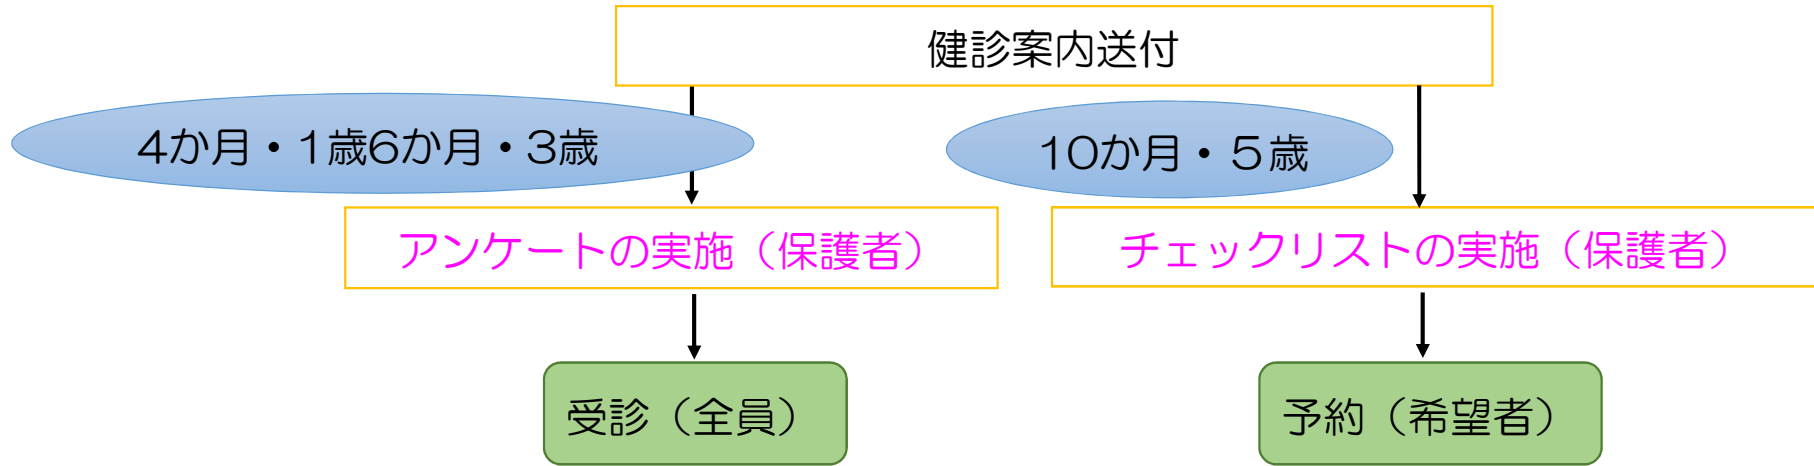 健診案内送付
4か月・1歳6か月・3歳
10か月・5歳
アンケートの実施（保護者）
チェックリストの実施（保護者）
受診（全員）
予約（希望者）